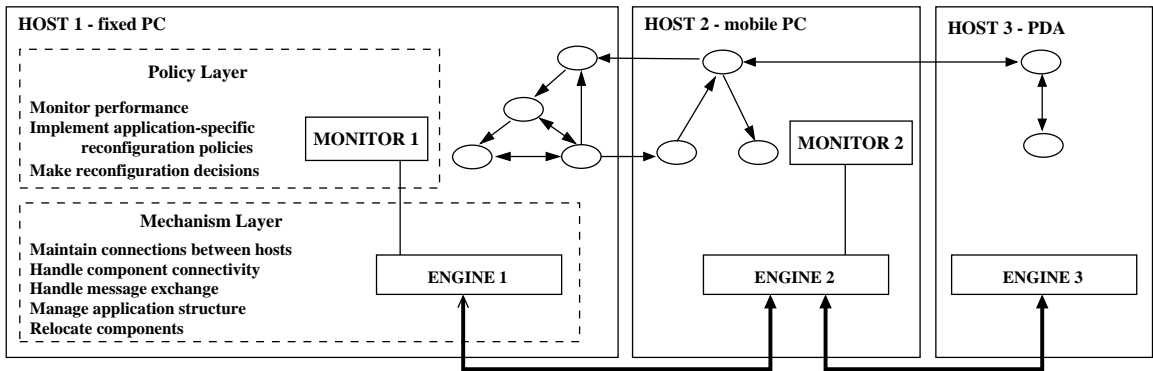 HOST 1 - fixed PC
Policy Layer
Monitor performance
Implement application-specific
reconfiguration policies
Make reconfiguration decisions
MONITOR 1
Mechanism Layer
Maintain connections between hosts
Handle component connectivity
Handle message exchange
Manage application structure
Relocate components
ENGINE 1
HOST 2 - mobile PC
MONITOR 2
ENGINE 2
HOST 3 - PDA
ENGINE 3